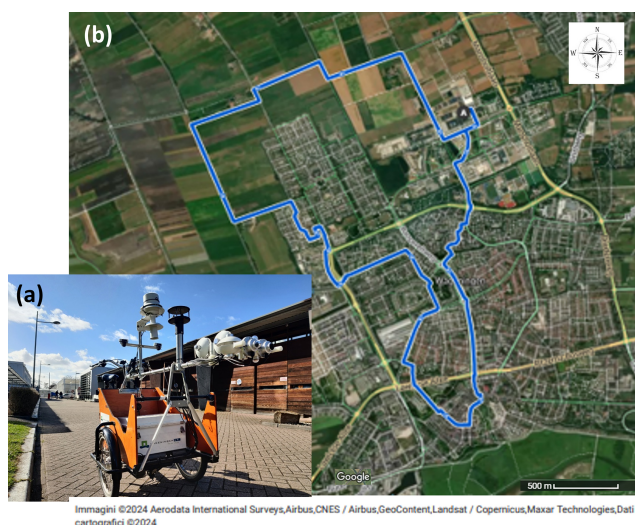 (b)
N
W E
S
(a)
Google
500 m
Immagini ©2024 Aerodata International Surveys,Airbus,CNES / Airbus,GeoContent,Landsat / Copernicus,Maxar Technologies,Dati
cartografici ©2024